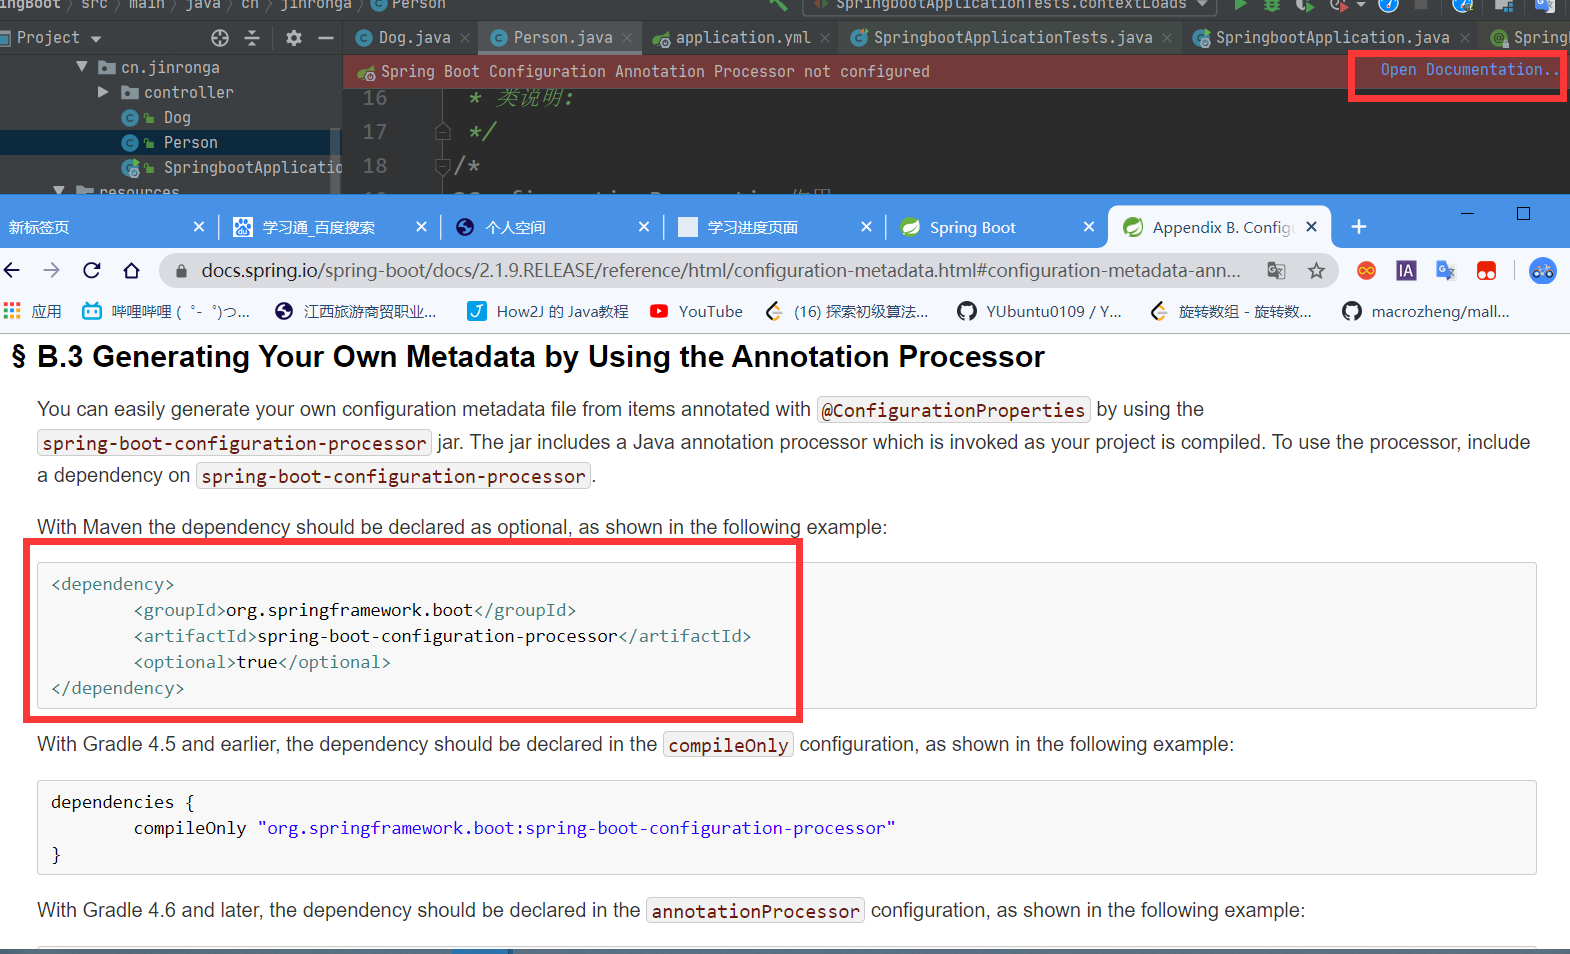 ingBoot › src › main › java › cn › jinronga › Person
SpringbootApplicationTests.contextLoads
Project
Dog.java
Person.java
application.yml
SpringbootApplicationTests.java
SpringbootApplication.java
Spring
cn.jinronga
controller
Dog
Person
SpringbootApplicatio
resources
Spring Boot Configuration Annotation Processor not configured
Open Documentation..
16 * 类说明:
17 */
18 /*
新标签页
学习通_百度搜索
个人空间
学习进度页面
Spring Boot
Appendix B. Configu
docs.spring.io/spring-boot/docs/2.1.9.RELEASE/reference/html/configuration-metadata.html#configuration-metadata-ann...
IA
应用
哔哩哔哩 ( ゜- ゜)つ...
江西旅游商贸职业...
How2J 的 Java教程
YouTube
(16) 探索初级算法...
YUbuntu0109 / Y...
旋转数组 - 旋转数...
macrozheng/mall...
§ B.3 Generating Your Own Metadata by Using the Annotation Processor
You can easily generate your own configuration metadata file from items annotated with @ConfigurationProperties by using the
spring-boot-configuration-processor jar. The jar includes a Java annotation processor which is invoked as your project is compiled. To use the processor, include
a dependency on spring-boot-configuration-processor.
With Maven the dependency should be declared as optional, as shown in the following example:
<dependency>
<groupId>org.springframework.boot</groupId>
<artifactId>spring-boot-configuration-processor</artifactId>
<optional>true</optional>
</dependency>
With Gradle 4.5 and earlier, the dependency should be declared in the compileOnly configuration, as shown in the following example:
dependencies {
compileOnly "org.springframework.boot:spring-boot-configuration-processor"
}
With Gradle 4.6 and later, the dependency should be declared in the annotationProcessor configuration, as shown in the following example: